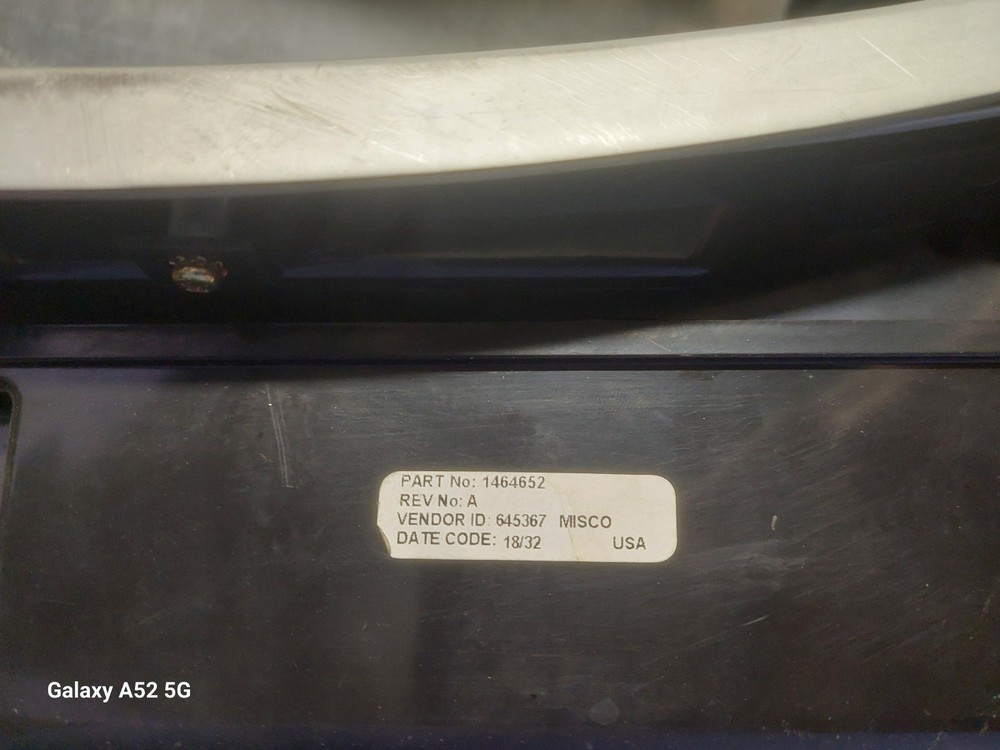 PART No: 1464652
REV No: A
VENDOR ID: 645367 MISCO
DATE CODE: 18/32 USA
Galaxy A52 5G